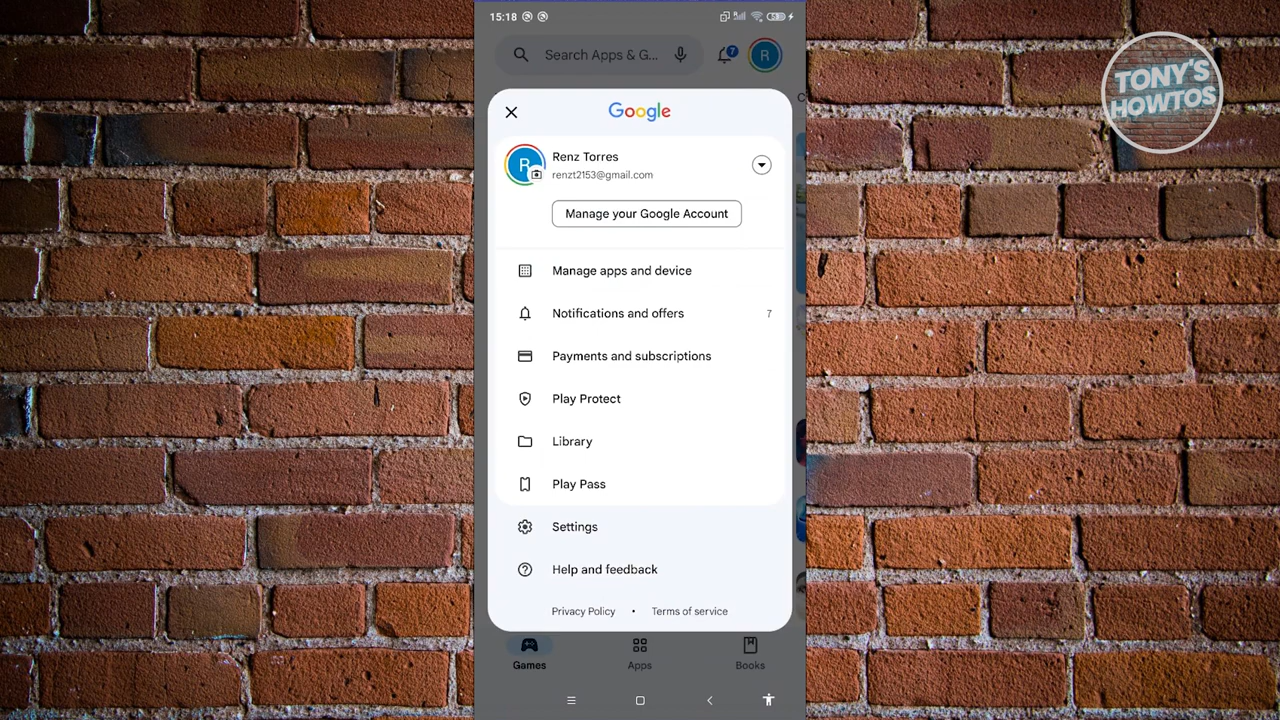 15:18
Search Apps & G...
7
R
TONY'S
HOWTOS
Google
R
Renz Torres
renzt2153@gmail.com
Manage your Google Account
Manage apps and device
Notifications and offers 7
Payments and subscriptions
Play Protect
Library
Play Pass
Settings
Help and feedback
Privacy Policy • Terms of service
Games Apps Books